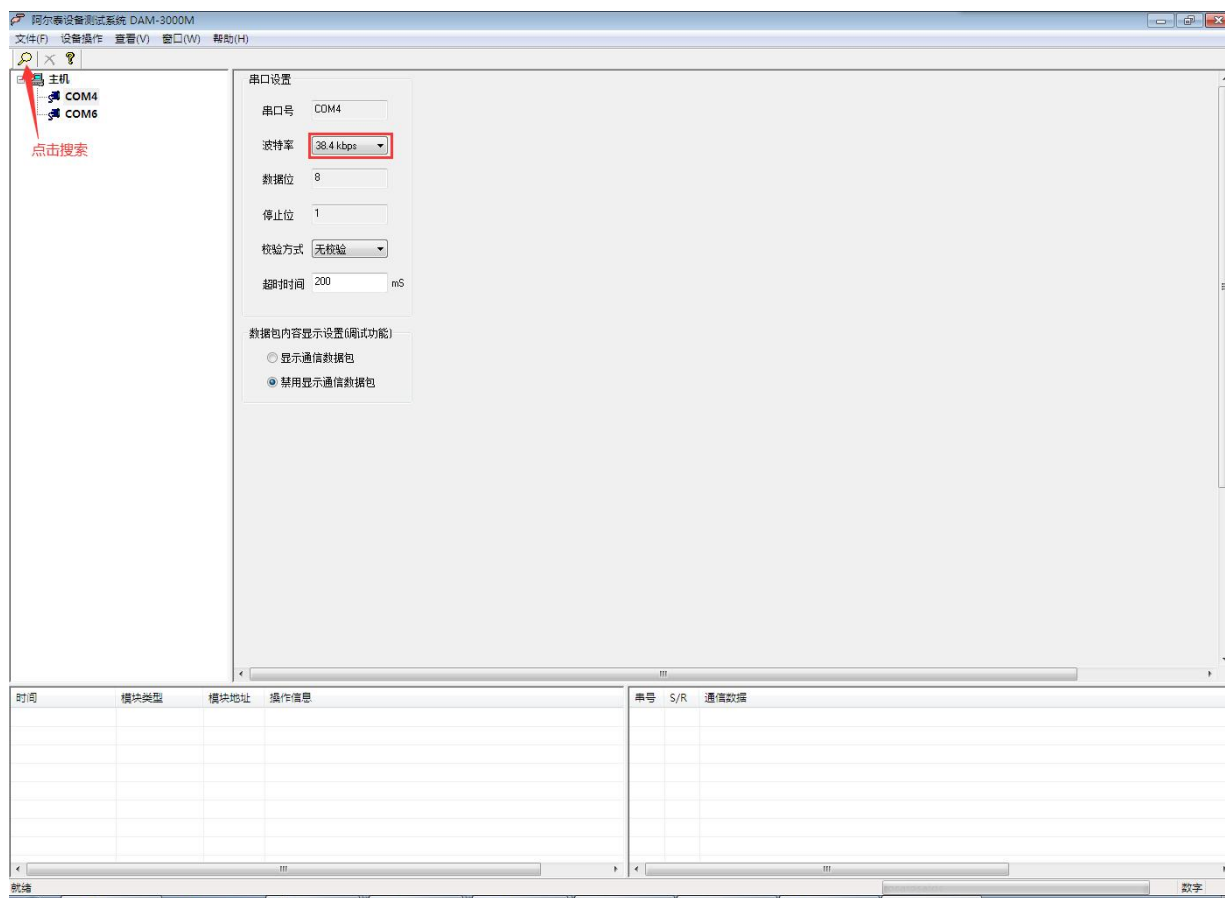 阿尔泰设备测试系统 DAM-3000M
文件(F) 设备操作 查看(V) 窗口(W) 帮助(H)
主机
COM4
COM6
点击搜索
串口设置
串口号 COM4
波特率 38.4 kbps
数据位 8
停止位 1
校验方式 无校验
超时时间 200 mS
数据包内容显示设置(调试功能)
显示通信数据包
禁用显示通信数据包
时间 模块类型 模块地址 操作信息
串号 S/R 通信数据
就绪
数字